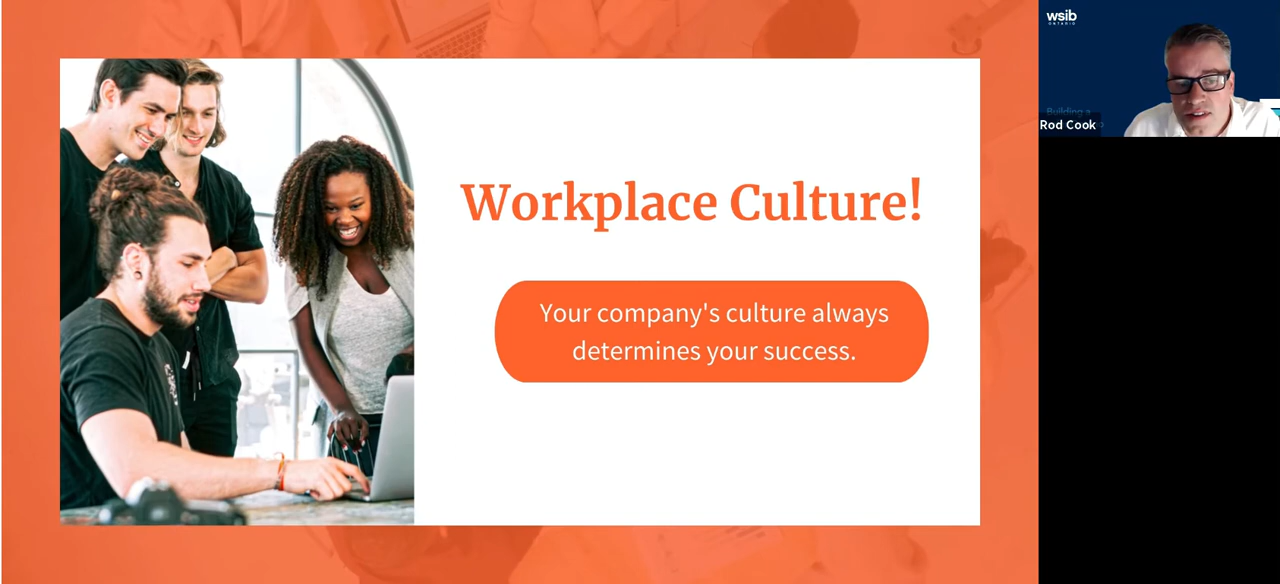 Workplace Culture!
Your company's culture always
determines your success.
wsib
ONTARIO
Building a
Rod Cook